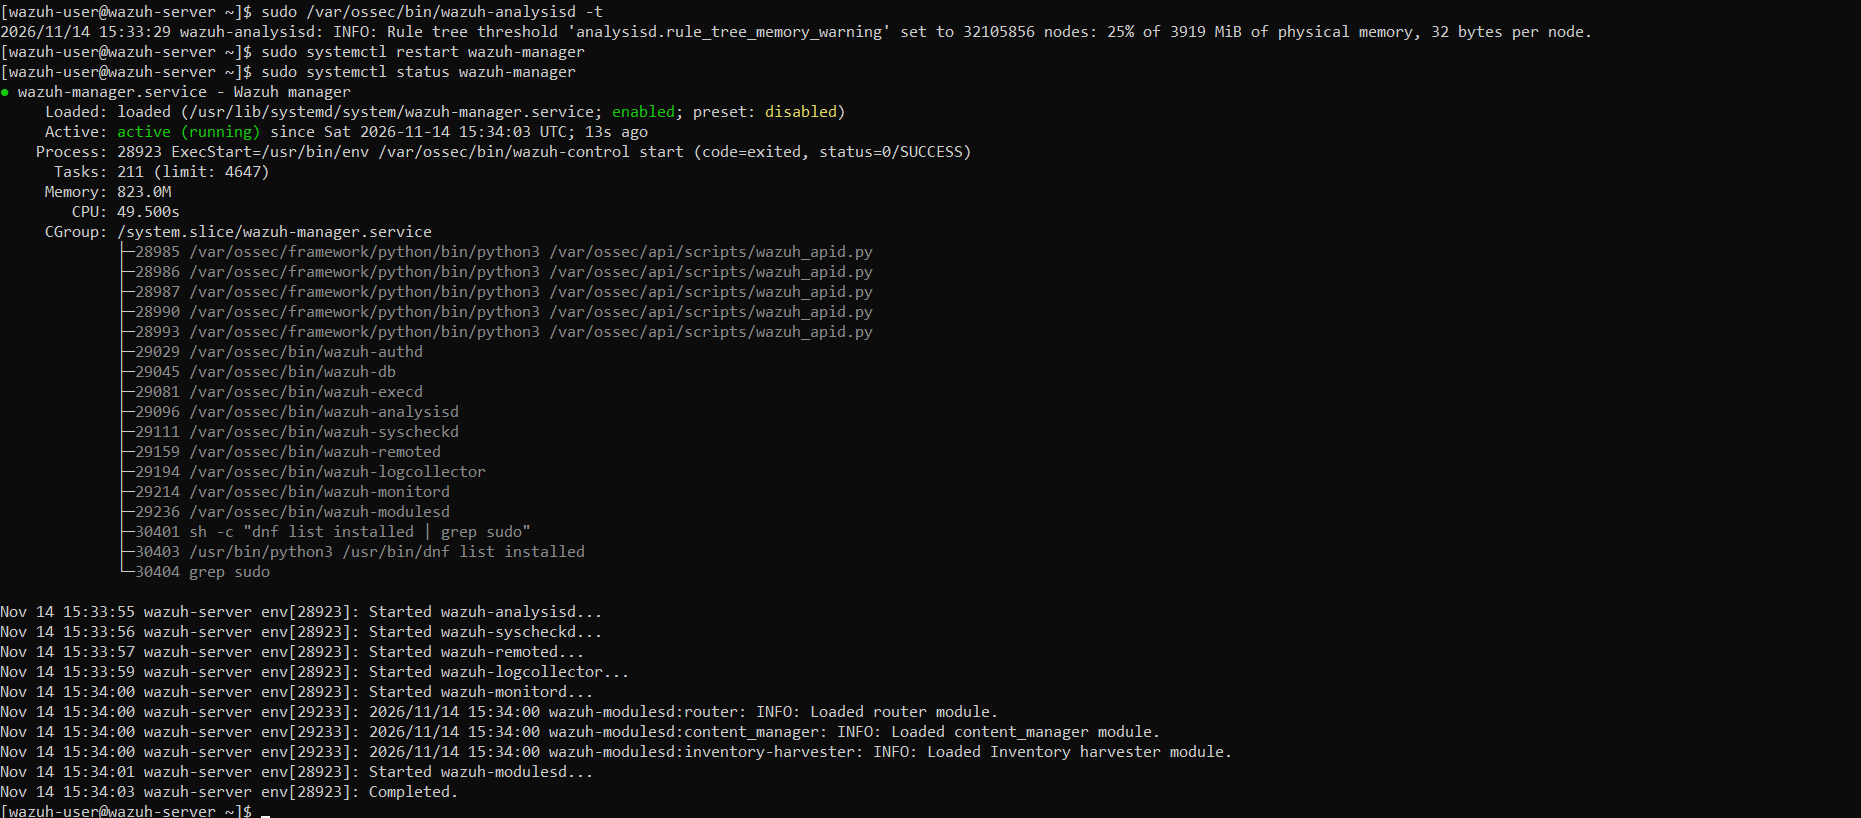 [wazuh-user@wazuh-server ~]$ sudo /var/ossec/bin/wazuh-analysisd -t
2026/11/14 15:33:29 wazuh-analysisd: INFO: Rule tree threshold 'analysisd.rule_tree_memory_warning' set to 32105856 nodes: 25% of 3919 MiB of physical memory, 32 bytes per node.
[wazuh-user@wazuh-server ~]$ sudo systemctl restart wazuh-manager
[wazuh-user@wazuh-server ~]$ sudo systemctl status wazuh-manager
● wazuh-manager.service - Wazuh manager
     Loaded: loaded (/usr/lib/systemd/system/wazuh-manager.service; enabled; preset: disabled)
     Active: active (running) since Sat 2026-11-14 15:34:03 UTC; 13s ago
    Process: 28923 ExecStart=/usr/bin/env /var/ossec/bin/wazuh-control start (code=exited, status=0/SUCCESS)
      Tasks: 211 (limit: 4647)
     Memory: 823.0M
        CPU: 49.500s
     CGroup: /system.slice/wazuh-manager.service
             ├─28985 /var/ossec/framework/python/bin/python3 /var/ossec/api/scripts/wazuh_apid.py
             ├─28986 /var/ossec/framework/python/bin/python3 /var/ossec/api/scripts/wazuh_apid.py
             ├─28987 /var/ossec/framework/python/bin/python3 /var/ossec/api/scripts/wazuh_apid.py
             ├─28990 /var/ossec/framework/python/bin/python3 /var/ossec/api/scripts/wazuh_apid.py
             ├─28993 /var/ossec/framework/python/bin/python3 /var/ossec/api/scripts/wazuh_apid.py
             ├─29029 /var/ossec/bin/wazuh-authd
             ├─29045 /var/ossec/bin/wazuh-db
             ├─29081 /var/ossec/bin/wazuh-execd
             ├─29096 /var/ossec/bin/wazuh-analysisd
             ├─29111 /var/ossec/bin/wazuh-syscheckd
             ├─29159 /var/ossec/bin/wazuh-remoted
             ├─29194 /var/ossec/bin/wazuh-logcollector
             ├─29214 /var/ossec/bin/wazuh-monitord
             ├─29236 /var/ossec/bin/wazuh-modulesd
             ├─30401 sh -c "dnf list installed | grep sudo"
             ├─30403 /usr/bin/python3 /usr/bin/dnf list installed
             └─30404 grep sudo
Nov 14 15:33:55 wazuh-server env[28923]: Started wazuh-analysisd...
Nov 14 15:33:56 wazuh-server env[28923]: Started wazuh-syscheckd...
Nov 14 15:33:57 wazuh-server env[28923]: Started wazuh-remoted...
Nov 14 15:33:59 wazuh-server env[28923]: Started wazuh-logcollector...
Nov 14 15:34:00 wazuh-server env[28923]: Started wazuh-monitord...
Nov 14 15:34:00 wazuh-server env[29233]: 2026/11/14 15:34:00 wazuh-modulesd:router: INFO: Loaded router module.
Nov 14 15:34:00 wazuh-server env[29233]: 2026/11/14 15:34:00 wazuh-modulesd:content_manager: INFO: Loaded content_manager module.
Nov 14 15:34:00 wazuh-server env[29233]: 2026/11/14 15:34:00 wazuh-modulesd:inventory-harvester: INFO: Loaded Inventory harvester module.
Nov 14 15:34:01 wazuh-server env[28923]: Started wazuh-modulesd...
Nov 14 15:34:03 wazuh-server env[28923]: Completed.
[wazuh-user@wazuh-server ~]$